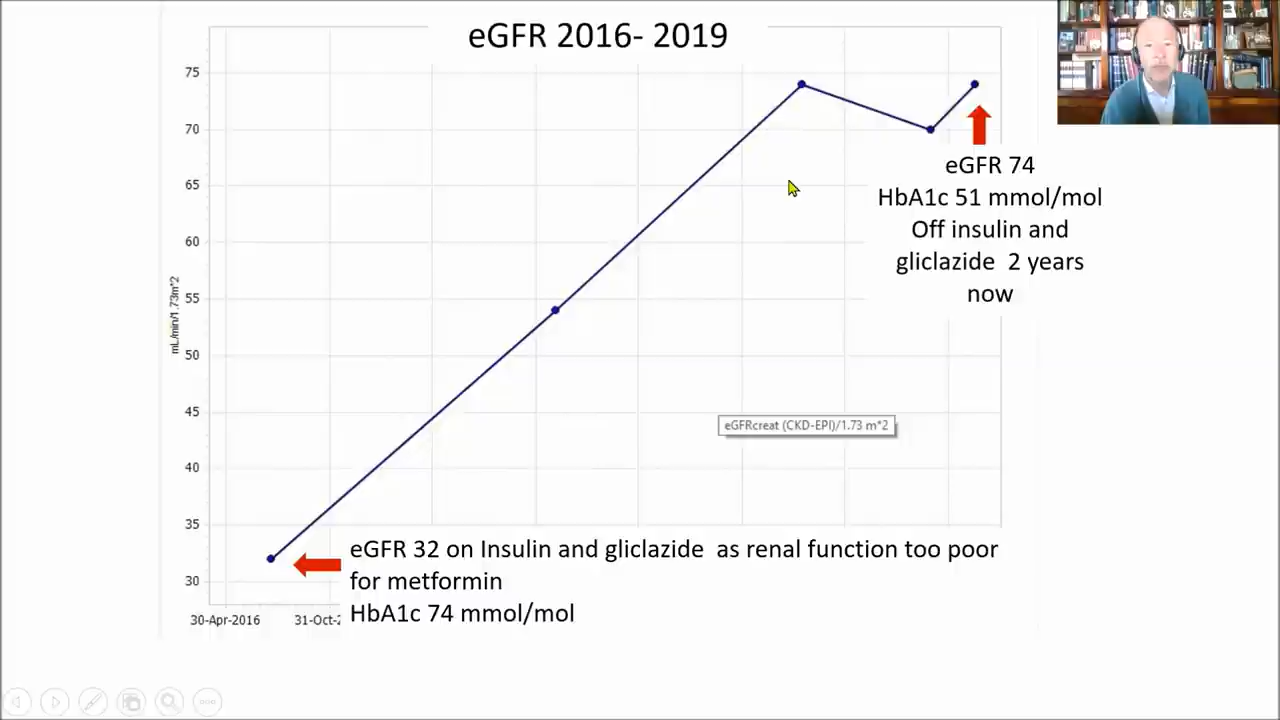 eGFR 2016- 2019
75
70
65
60
55
50
45
40
35
30
mL/min/1.73m*2
eGFR 74
HbA1c 51 mmol/mol
Off insulin and
gliclazide 2 years
now
eGFRcreat (CKD-EPI)/1.73 m*2
eGFR 32 on Insulin and gliclazide as renal function too poor
for metformin
HbA1c 74 mmol/mol
30-Apr-2016
31-Oct-2